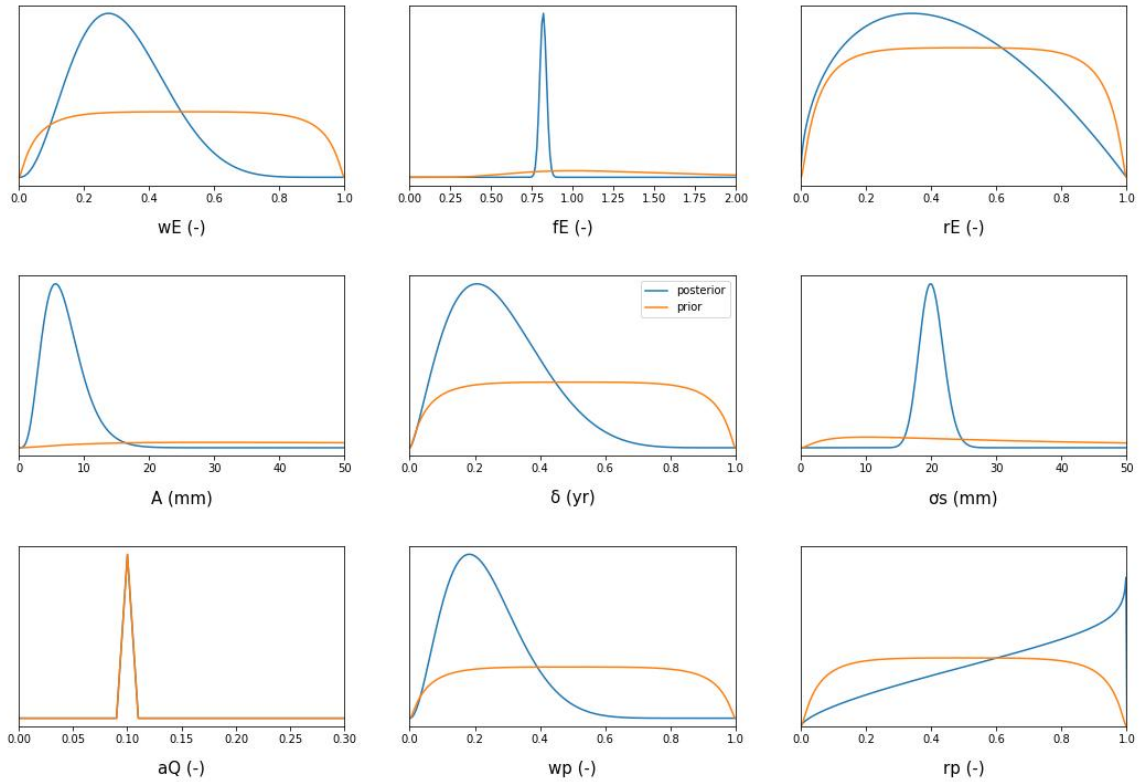 0.0 0.2 0.4 0.6 0.8 1.0
wE (-)
0.00 0.25 0.50 0.75 1.00 1.25 1.50 1.75 2.00
fE (-)
0.0 0.2 0.4 0.6 0.8 1.0
rE (-)
0 10 20 30 40 50
A (mm)
posterior
prior
0.0 0.2 0.4 0.6 0.8 1.0
δ (yr)
0 10 20 30 40 50
σs (mm)
0.00 0.05 0.10 0.15 0.20 0.25 0.30
aQ (-)
0.0 0.2 0.4 0.6 0.8 1.0
wp (-)
0.0 0.2 0.4 0.6 0.8 1.0
rp (-)